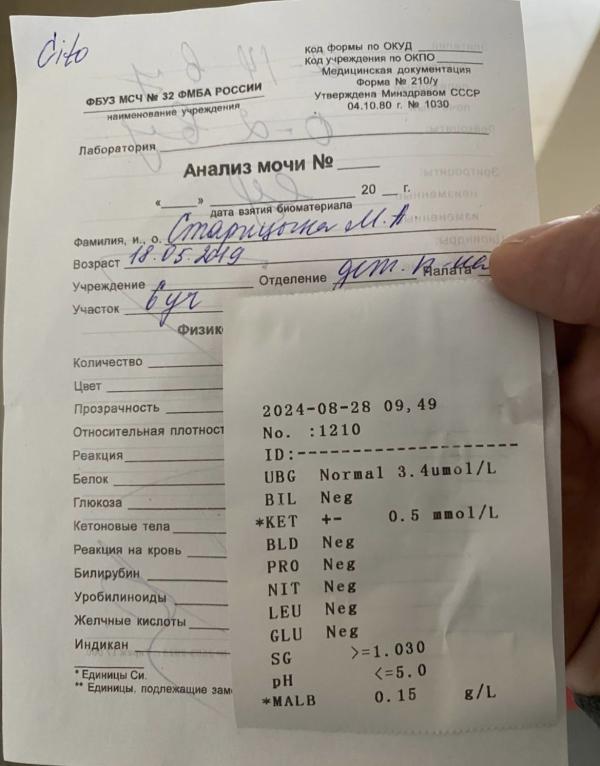 Cito
Код формы по ОКУД
Код учреждения по ОКПО
Медицинская документация
Форма № 210/у
Утверждена Минздравом СССР
04.10.80 г. № 1030
ФБУЗ МСЧ № 32 ФМБА РОССИИ
наименование учреждения
Лаборатория
Анализ мочи №
« » 20 г.
дата взятия биоматериала
Фамилия, и., о. Старицына М.А
Возраст 18.05.2019
Учреждение Отделение дет. Палата
Участок 6 уч
Физик
Количество
Цвет
Прозрачность
Относительная плотност
Реакция
Белок
Глюкоза
Кетоновые тела
Реакция на кровь
Билирубин
Уробилиноиды
Желчные кислоты
Индикан
* Единицы Си.
** Единицы, подлежащие зам
2024-08-28 09,49
No. :1210
ID:--------------------
UBG Normal 3.4umol/L
BIL Neg
*KET +- 0.5 mmol/L
BLD Neg
PRO Neg
NIT Neg
LEU Neg
GLU Neg
SG >=1.030
pH <=5.0
*MALB 0.15 g/L